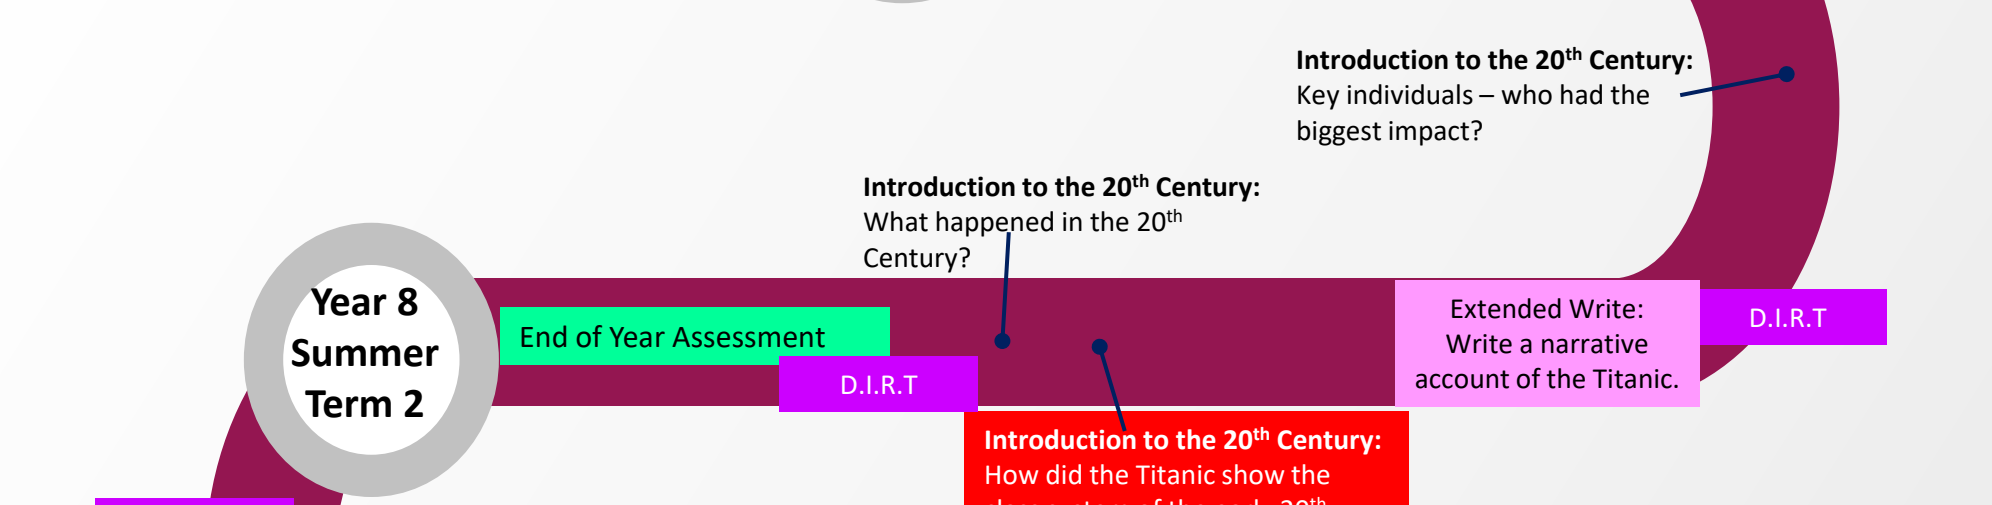 Introduction to the 20th Century:
Key individuals – who had the
biggest impact?
Introduction to the 20th Century:
What happened in the 20th
Century?
Year 8
Summer
Term 2
End of Year Assessment
D.I.R.T
Extended Write:
Write a narrative
account of the Titanic.
D.I.R.T
Introduction to the 20th Century:
How did the Titanic show the
20th